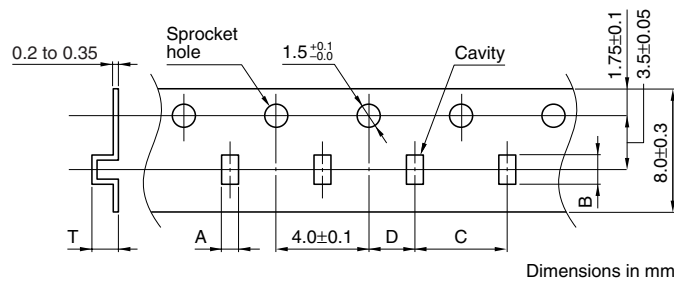 0.2 to 0.35
Sprocket
hole
1.5 +0.1 −0.0
Cavity
1.75±0.1
3.5±0.05
8.0±0.3
B
T
A
4.0±0.1
D
C
Dimensions in mm